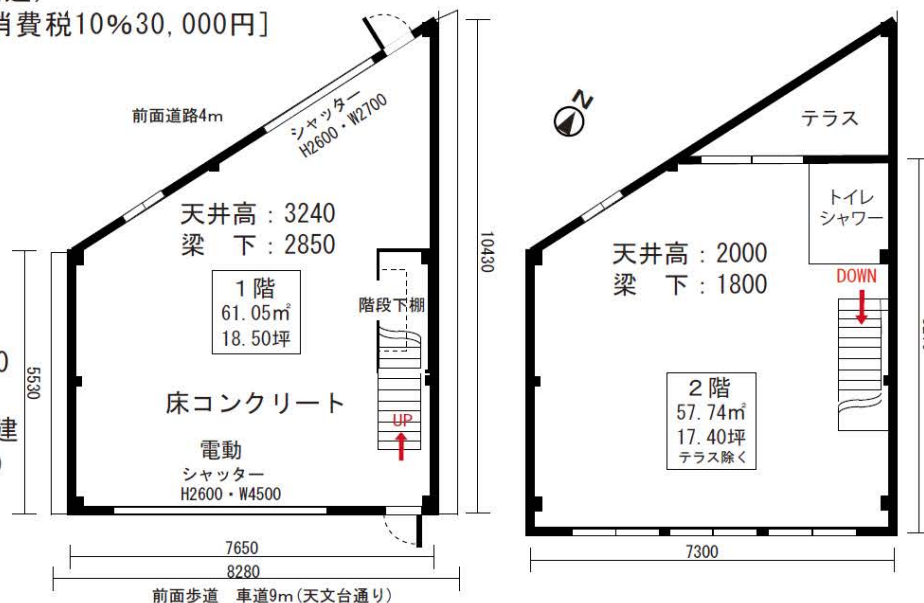 消費税10%30,000円]
前面道路4m
シャッター
H2600・W2700
天井高：3240
梁　下：2850
1階
61.05㎡
18.50坪
階段下棚
床コンクリート
UP
電動
シャッター
H2600・W4500
5530
10430
7650
8280
前面歩道　車道9m(天文台通り)
建
N
テラス
トイレ
シャワー
天井高：2000
梁　下：1800
DOWN
2階
57.74㎡
17.40坪
テラス除く
7300